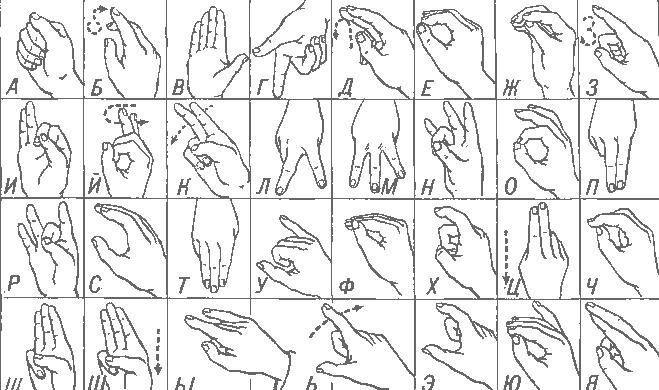 А Б В Г Д Е Ж З
И Й К Л М Н О П
Р С Т У Ф Х Ц Ч
Ш Щ Ы Ь Э Ю Я